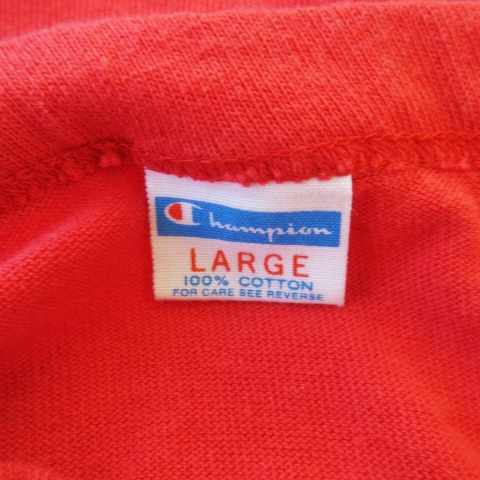 Champion
LARGE
100% COTTON
FOR CARE SEE REVERSE